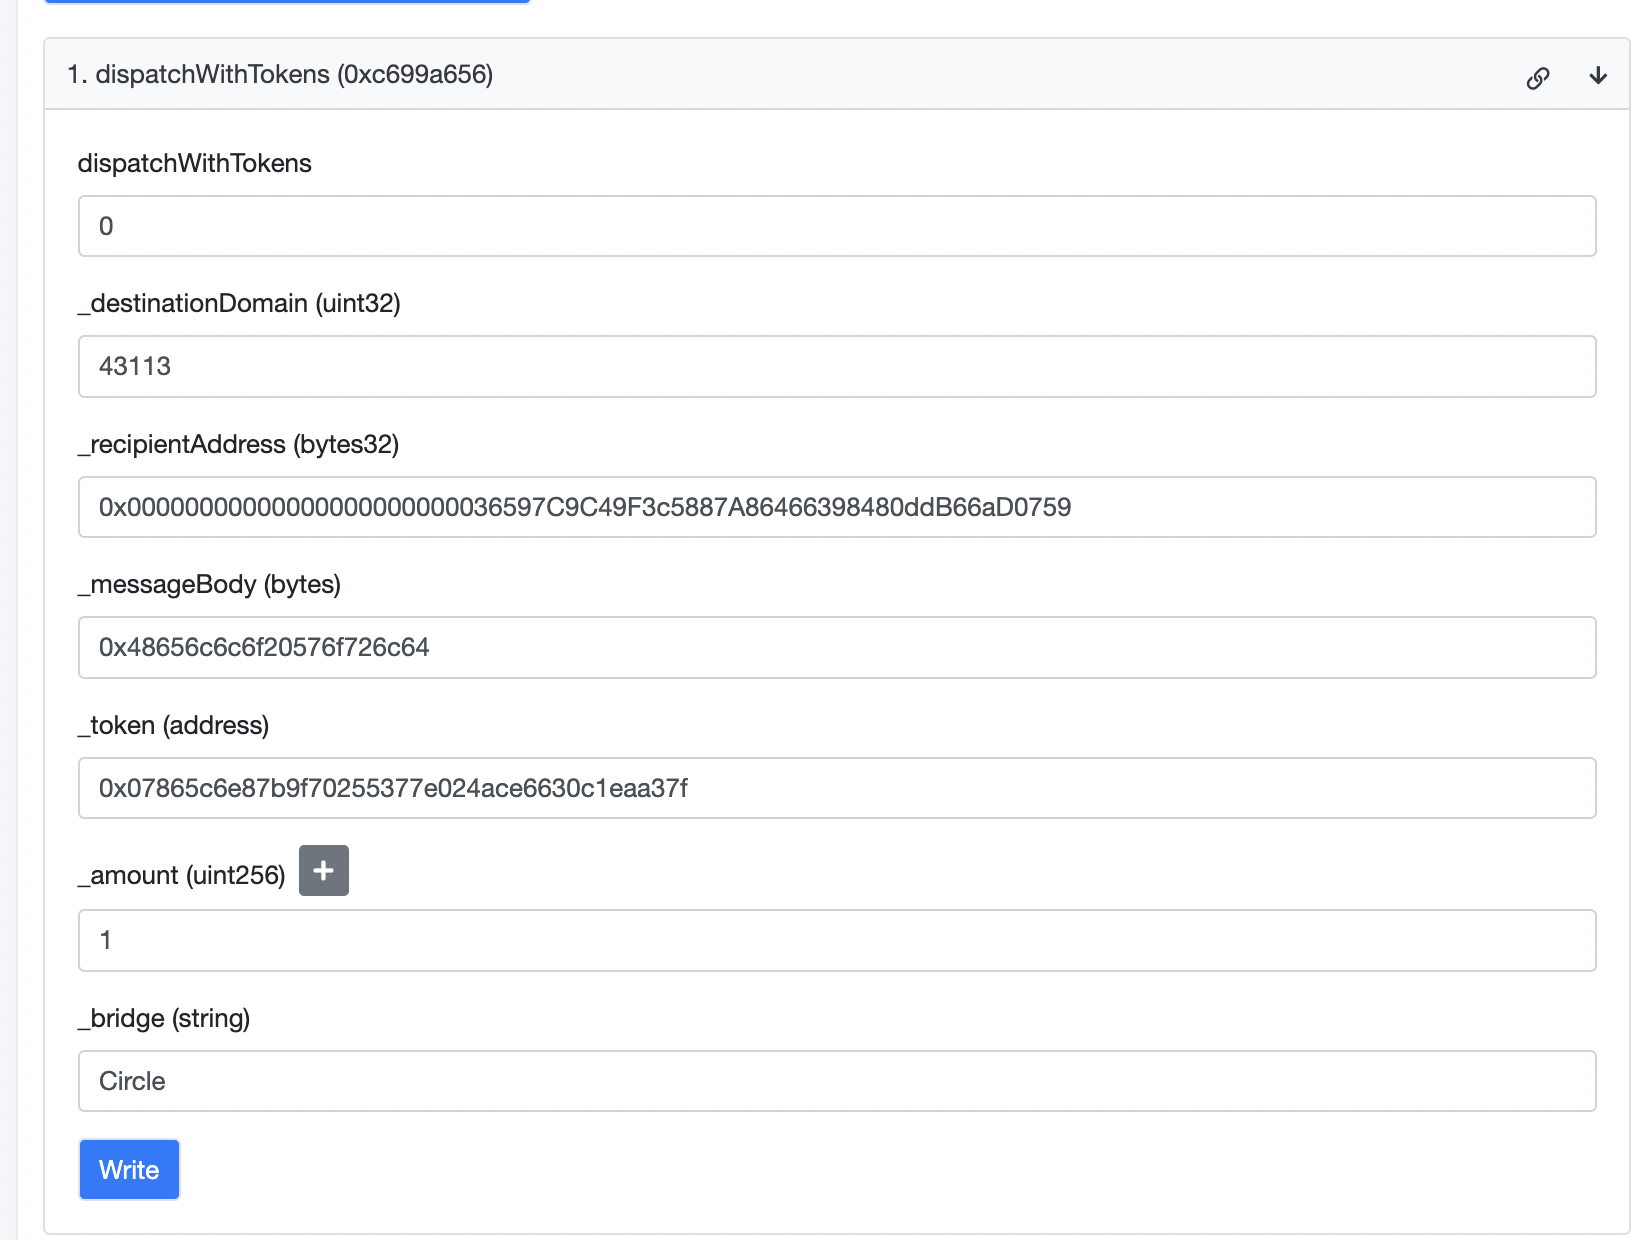 1. dispatchWithTokens (0xc699a656)
dispatchWithTokens
0
_destinationDomain (uint32)
43113
_recipientAddress (bytes32)
0x00000000000000000000000036597C9C49F3c5887A86466398480ddB66aD0759
_messageBody (bytes)
0x48656c6c6f20576f726c64
_token (address)
0x07865c6e87b9f70255377e024ace6630c1eaa37f
_amount (uint256) +
1
_bridge (string)
Circle
Write